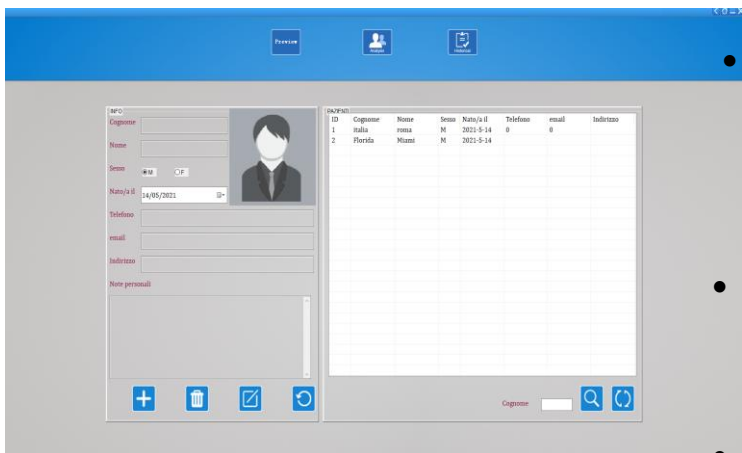 Preview
Analysis
INFO
Cognome
Nome
Sesso M F
Nato/a il 14/05/2021
Telefono
email
Indirizzo
Note personali
PAZIENTI
ID Cognome Nome Sesso Nato/a il Telefono email Indirizzo
1 italia roma M 2021-5-14 0 0
2 Florida Miami M 2021-5-14
Cognome